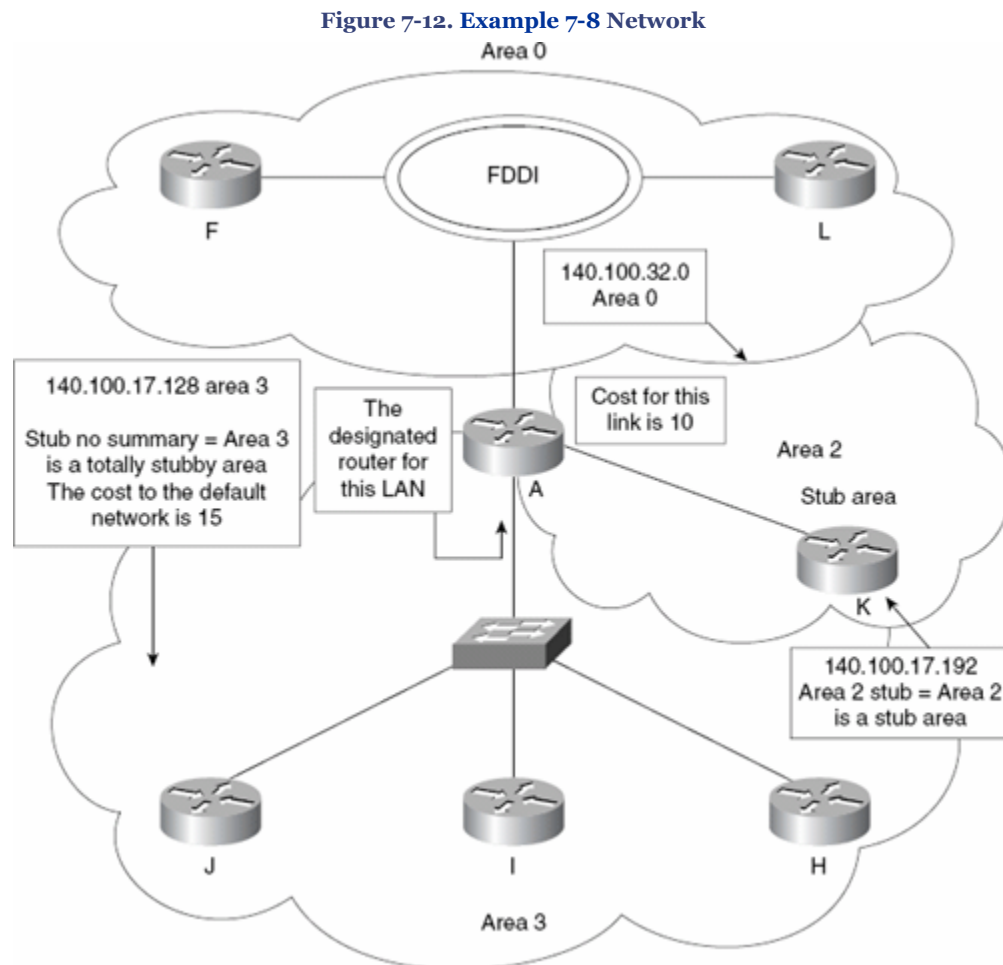 Figure 7-12. Example 7-8 Network
Area 0
FDDI
F
L
140.100.32.0
Area 0
140.100.17.128 area 3
Stub no summary = Area 3
is a totally stubby area
The cost to the default
network is 15
The
designated
router for
this LAN
Cost for this
link is 10
A
Area 2
Stub area
K
140.100.17.192
Area 2 stub = Area 2
is a stub area
J
I
H
Area 3